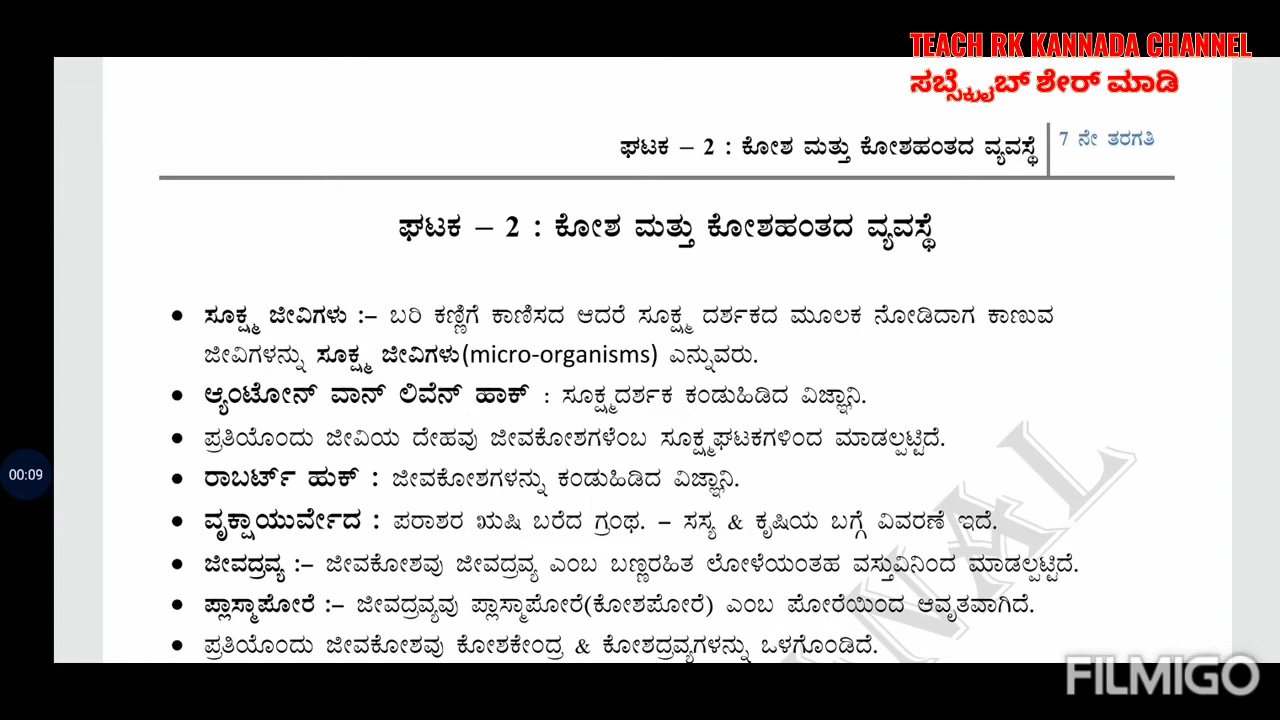 TEACH RK KANNADA CHANNEL
ಸಬ್ಸ್ಕ್ರೈಬ್ ಶೇರ್ ಮಾಡಿ
ಘಟಕ – 2 : ಕೋಶ ಮತ್ತು ಕೋಶಹಂತದ ವ್ಯವಸ್ಥೆ 7 ನೇ ತರಗತಿ
ಘಟಕ – 2 : ಕೋಶ ಮತ್ತು ಕೋಶಹಂತದ ವ್ಯವಸ್ಥೆ
• ಸೂಕ್ಷ್ಮ ಜೀವಿಗಳು :– ಬರಿ ಕಣ್ಣಿಗೆ ಕಾಣಿಸದ ಆದರೆ ಸೂಕ್ಷ್ಮ ದರ್ಶಕದ ಮೂಲಕ ನೋಡಿದಾಗ ಕಾಣುವ
ಜೀವಿಗಳನ್ನು ಸೂಕ್ಷ್ಮ ಜೀವಿಗಳು(micro-organisms) ಎನ್ನುವರು.
• ಆ್ಯಂಟೋನ್ ವಾನ್ ಲಿವೆನ್ ಹಾಕ್ : ಸೂಕ್ಷ್ಮದರ್ಶಕ ಕಂಡುಹಿಡಿದ ವಿಜ್ಞಾನಿ.
• ಪ್ರತಿಯೊಂದು ಜೀವಿಯ ದೇಹವು ಜೀವಕೋಶಗಳೆಂಬ ಸೂಕ್ಷ್ಮಘಟಕಗಳಿಂದ ಮಾಡಲ್ಪಟ್ಟಿದೆ.
• ರಾಬರ್ಟ್ ಹುಕ್ : ಜೀವಕೋಶಗಳನ್ನು ಕಂಡುಹಿಡಿದ ವಿಜ್ಞಾನಿ.
• ವೃಕ್ಷಾಯುರ್ವೇದ : ಪರಾಶರ ಋಷಿ ಬರೆದ ಗ್ರಂಥ. – ಸಸ್ಯ & ಕೃಷಿಯ ಬಗ್ಗೆ ವಿವರಣೆ ಇದೆ.
• ಜೀವದ್ರವ್ಯ :– ಜೀವಕೋಶವು ಜೀವದ್ರವ್ಯ ಎಂಬ ಬಣ್ಣರಹಿತ ಲೋಳೆಯಂತಹ ವಸ್ತುವಿನಿಂದ ಮಾಡಲ್ಪಟ್ಟಿದೆ.
• ಪ್ಲಾಸ್ಮಾಪೋರೆ :– ಜೀವದ್ರವ್ಯವು ಪ್ಲಾಸ್ಮಾಪೋರೆ(ಕೋಶಪೋರೆ) ಎಂಬ ಪೋರೆಯಿಂದ ಆವೃತವಾಗಿದೆ.
• ಪ್ರತಿಯೊಂದು ಜೀವಕೋಶವು ಕೋಶಕೇಂದ್ರ & ಕೋಶದ್ರವ್ಯಗಳನ್ನು ಒಳಗೊಂಡಿದೆ.
00:09
FILMIGO